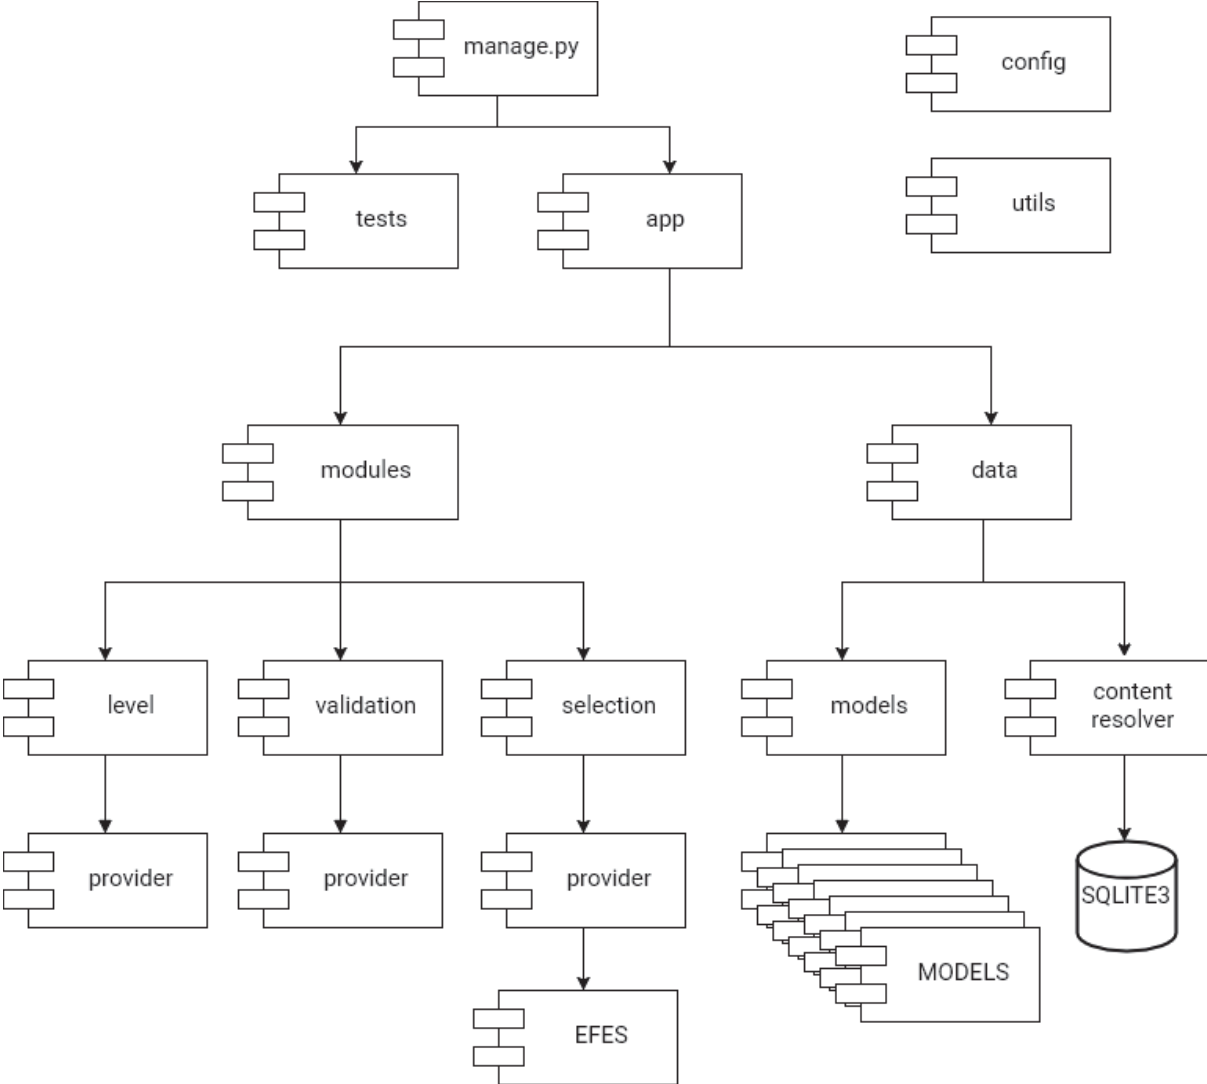 manage.py
config
utils
tests
app
modules
data
level
validation
selection
models
content
resolver
provider
provider
provider
SQLITE3
MODELS
EFES